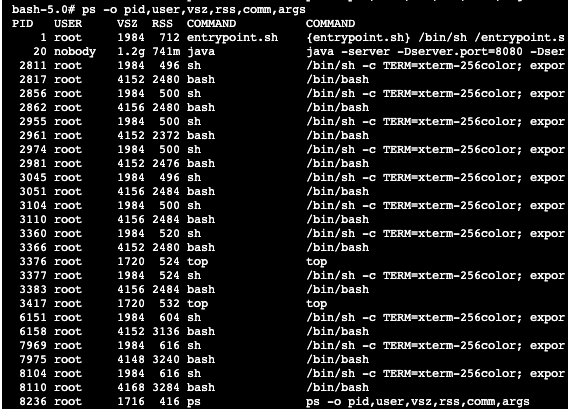 bash-5.0# ps -o pid,user,vsz,rss,comm,args
PID USER VSZ RSS COMMAND COMMAND
1 root 1984 712 entrypoint.sh {entrypoint.sh} /bin/sh /entrypoint.s
20 nobody 1.2g 741m java java -server -Dserver.port=8080 -Dser
2811 root 1984 496 sh /bin/sh -c TERM=xterm-256color; expor
2817 root 4152 2480 bash /bin/bash
2856 root 1984 500 sh /bin/sh -c TERM=xterm-256color; expor
2862 root 4156 2480 bash /bin/bash
2955 root 1984 500 sh /bin/sh -c TERM=xterm-256color; expor
2961 root 4152 2372 bash /bin/bash
2974 root 1984 500 sh /bin/sh -c TERM=xterm-256color; expor
2981 root 4152 2476 bash /bin/bash
3045 root 1984 496 sh /bin/sh -c TERM=xterm-256color; expor
3051 root 4156 2484 bash /bin/bash
3104 root 1984 500 sh /bin/sh -c TERM=xterm-256color; expor
3110 root 4156 2484 bash /bin/bash
3360 root 1984 520 sh /bin/sh -c TERM=xterm-256color; expor
3366 root 4152 2480 bash /bin/bash
3376 root 1720 524 top top
3377 root 1984 524 sh /bin/sh -c TERM=xterm-256color; expor
3383 root 4156 2484 bash /bin/bash
3417 root 1720 532 top top
6151 root 1984 604 sh /bin/sh -c TERM=xterm-256color; expor
6158 root 4152 3136 bash /bin/bash
7969 root 1984 616 sh /bin/sh -c TERM=xterm-256color; expor
7975 root 4148 3240 bash /bin/bash
8104 root 1984 616 sh /bin/sh -c TERM=xterm-256color; expor
8110 root 4168 3284 bash /bin/bash
8236 root 1716 416 ps ps -o pid,user,vsz,rss,comm,args